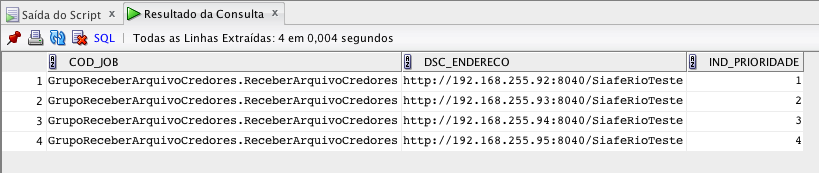 Saída do Script x Resultado da Consulta x
SQL | Todas as Linhas Extraídas: 4 em 0,004 segundos
COD_JOB DSC_ENDERECO IND_PRIORIDADE
1 GrupoReceberArquivoCredores.ReceberArquivoCredores http://192.168.255.92:8040/SiafeRioTeste 1
2 GrupoReceberArquivoCredores.ReceberArquivoCredores http://192.168.255.93:8040/SiafeRioTeste 2
3 GrupoReceberArquivoCredores.ReceberArquivoCredores http://192.168.255.94:8040/SiafeRioTeste 3
4 GrupoReceberArquivoCredores.ReceberArquivoCredores http://192.168.255.95:8040/SiafeRioTeste 4